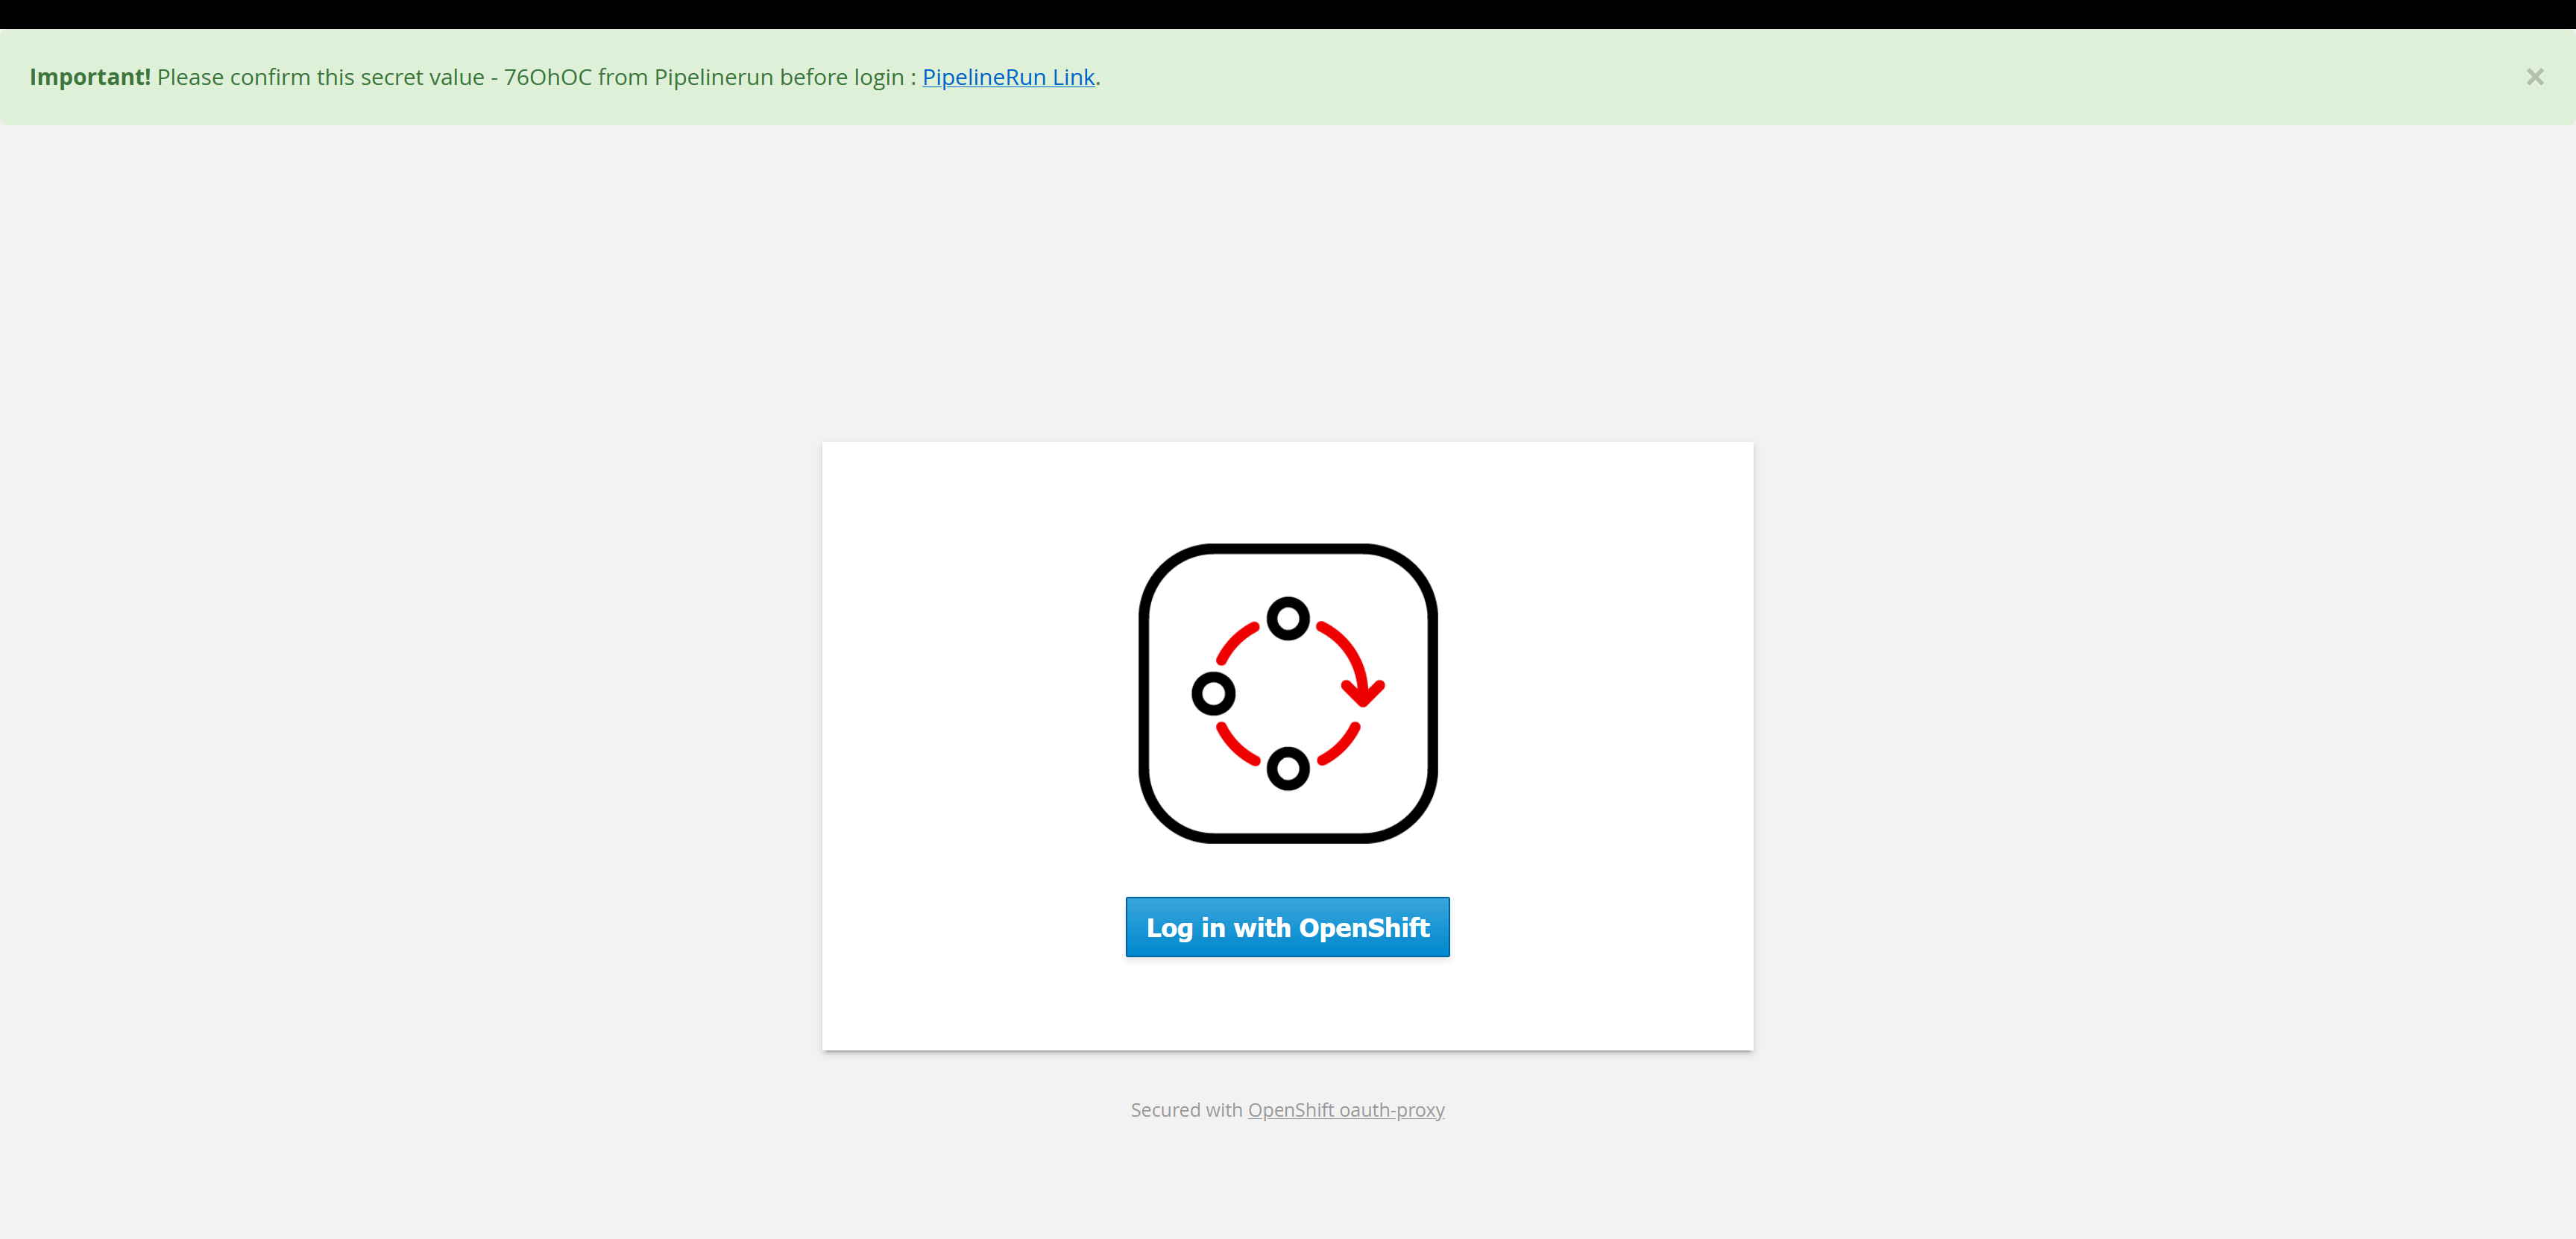 Important! Please confirm this secret value - 76OhOC from Pipelinerun before login : PipelineRun Link.
×
Log in with OpenShift
Secured with OpenShift oauth-proxy